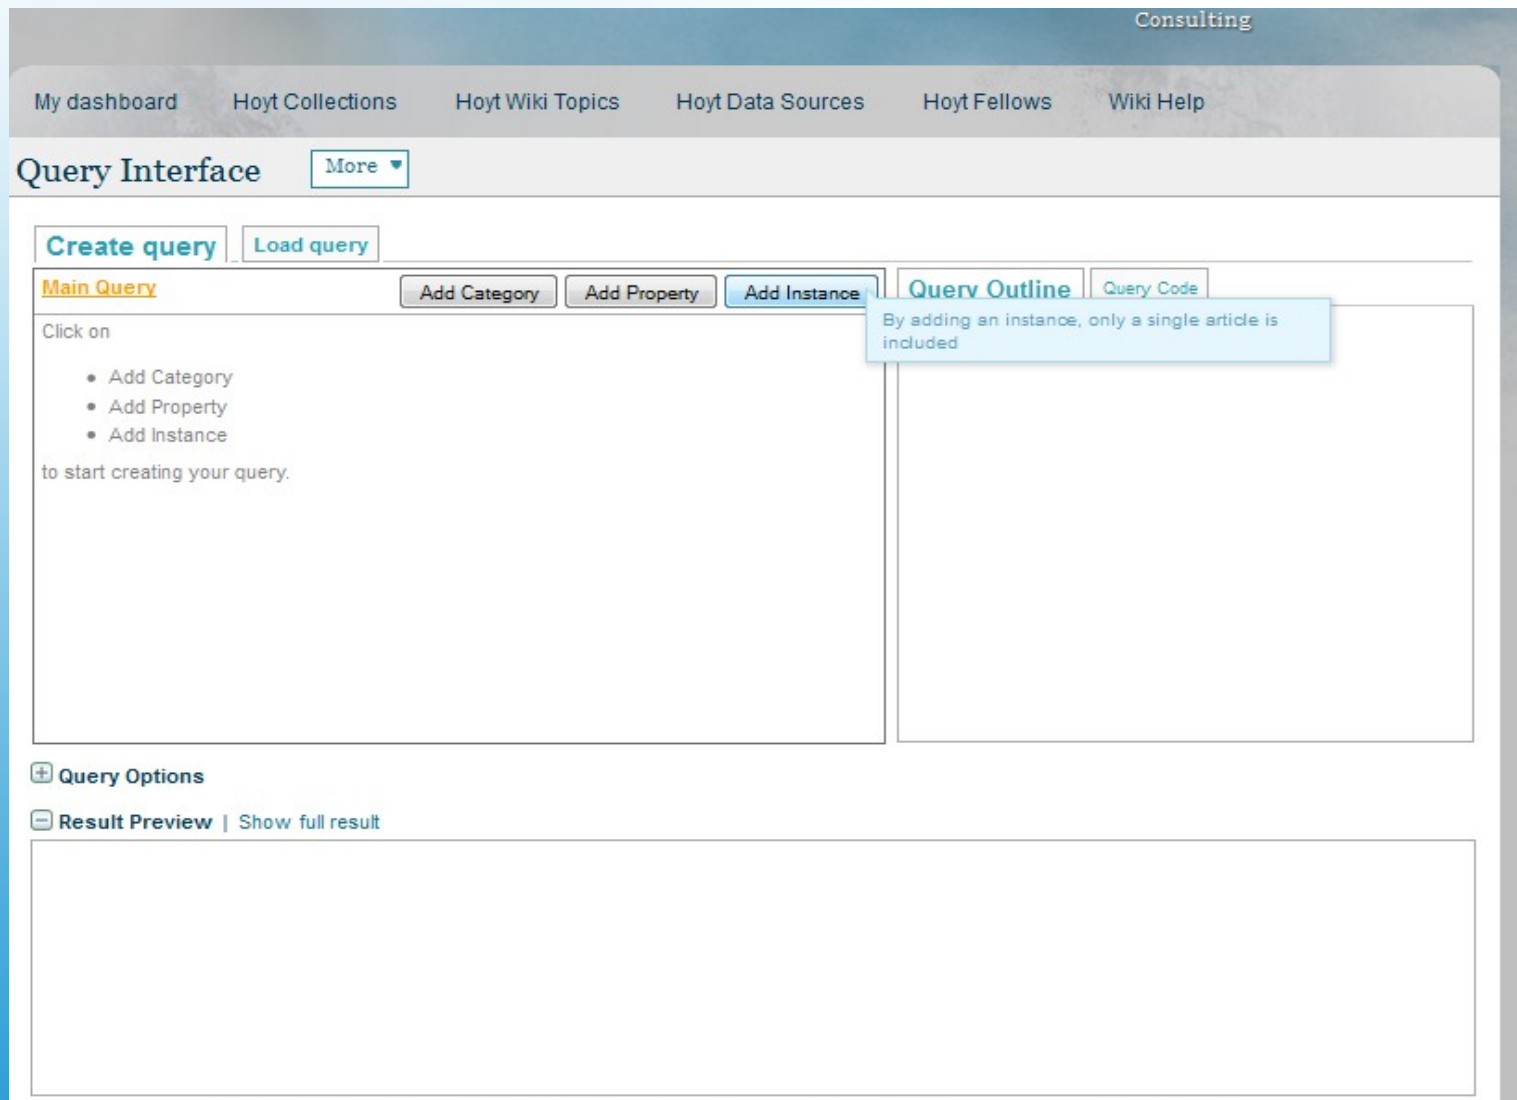 Consulting
My dashboard Hoyt Collections Hoyt Wiki Topics Hoyt Data Sources Hoyt Fellows Wiki Help
Query Interface More
Create query Load query
Main Query Add Category Add Property Add Instance Query Outline Query Code
By adding an instance, only a single article is
included
Click on
Add Category
Add Property
Add Instance
to start creating your query.
Query Options
Result Preview | Show full result